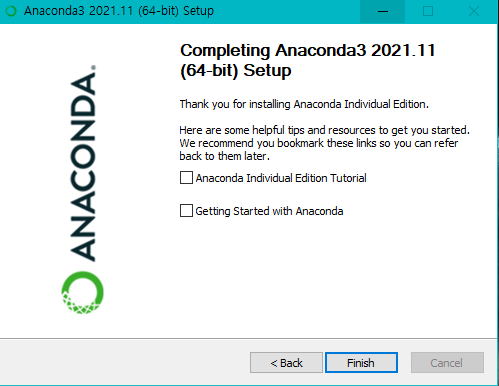 Anaconda3 2021.11 (64-bit) Setup
Completing Anaconda3 2021.11
(64-bit) Setup
Thank you for installing Anaconda Individual Edition.
Here are some helpful tips and resources to get you started.
We recommend you bookmark these links so you can refer
back to them later.
Anaconda Individual Edition Tutorial
Getting Started with Anaconda
ANACONDA.
< Back
Finish
Cancel